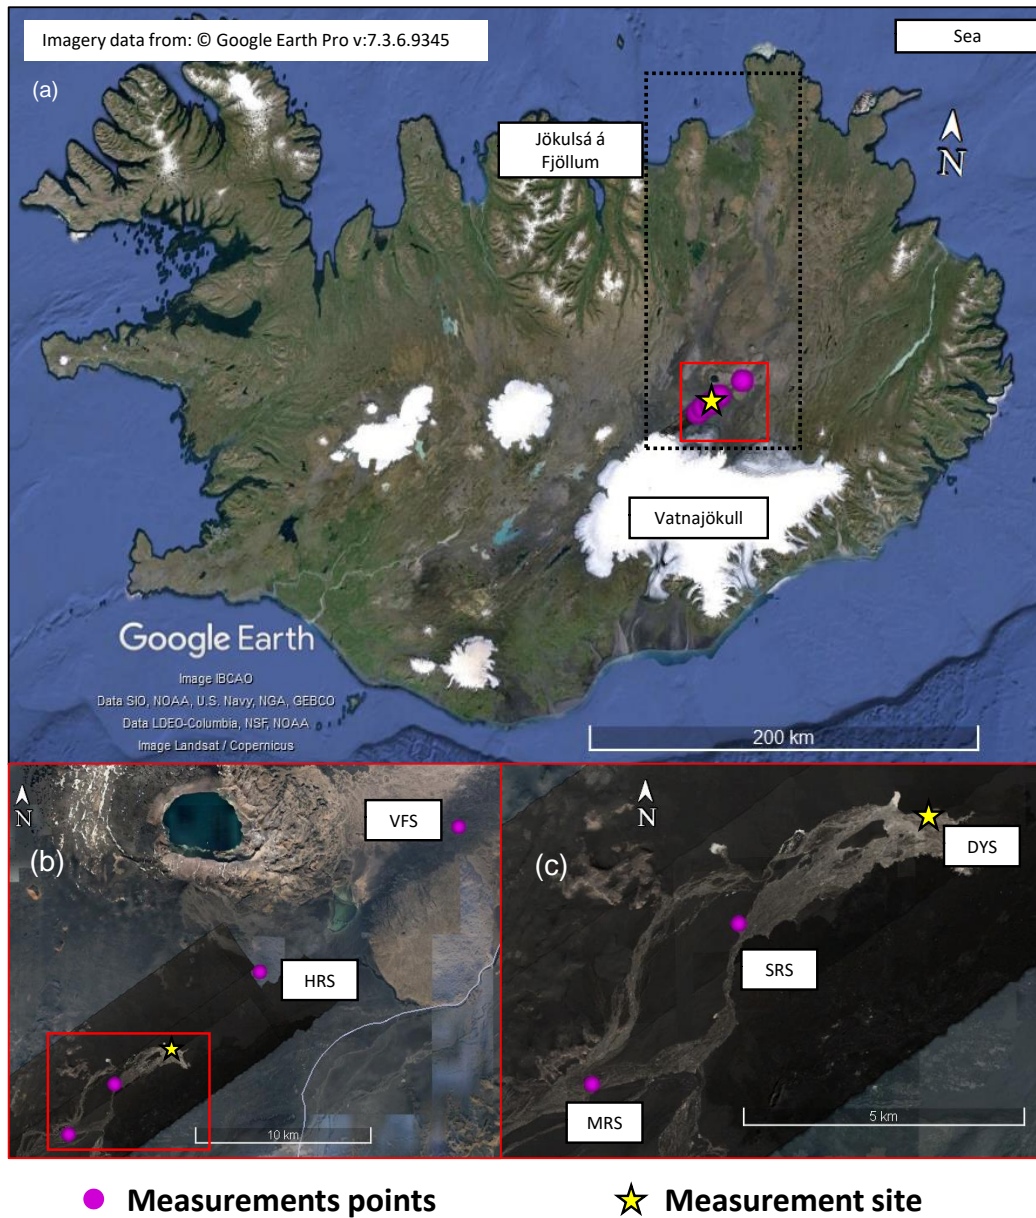 Imagery data from: © Google Earth Pro v:7.3.6.9345
Sea
(a)
Jökulsá á
Fjöllum
N
Vatnajökull
Google Earth
Image IBCAO
Data SIO, NOAA, U.S. Navy, NGA, GEBCO
Data LDEO-Columbia, NSF, NOAA
Image Landsat / Copernicus
200 km
N
VFS
(b)
HRS
10 km
N
(c)
DYS
SRS
MRS
5 km
Measurements points
Measurement site